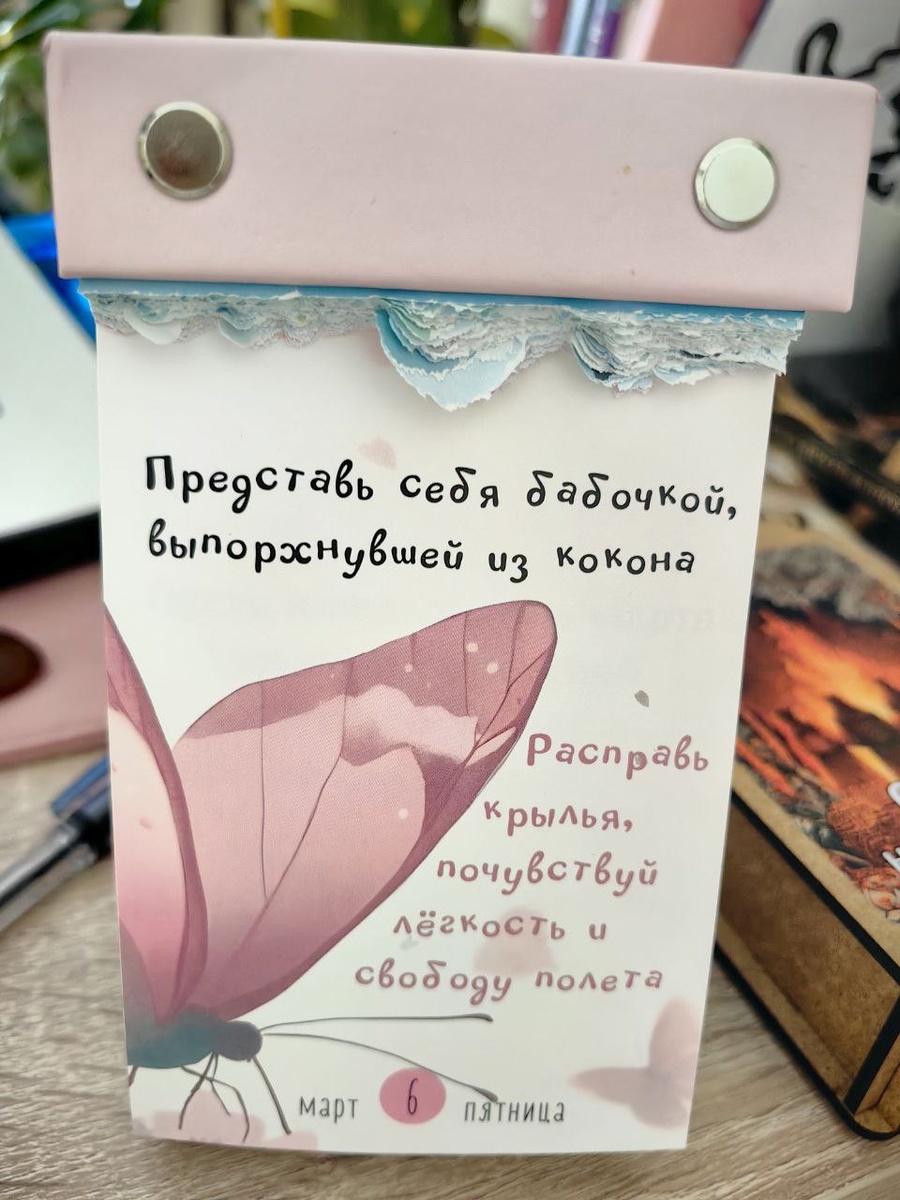 Представь себя бабочкой,
выпорхнувшей из кокона
Расправь
крылья,
почувствуй
лёгкость и
свободу полета
март 6 пятница